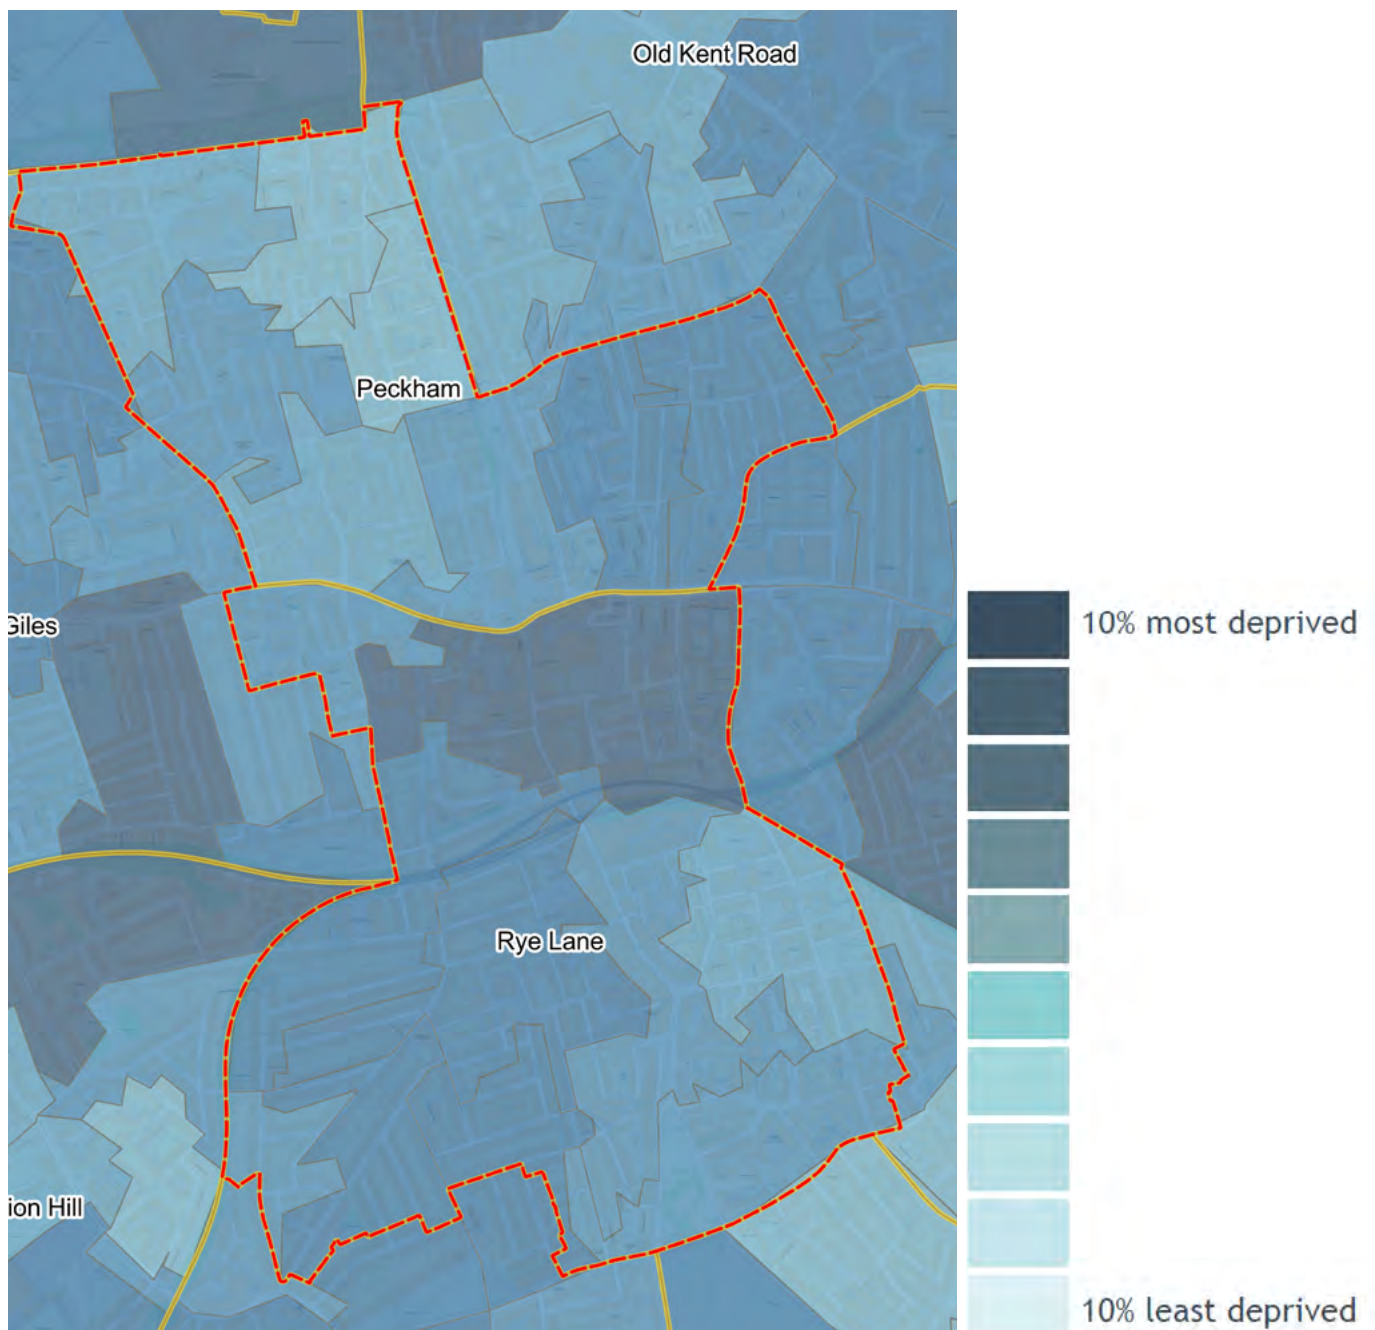 Old Kent Road
Peckham
Giles
10% most deprived
Rye Lane
ion Hill
10% least deprived